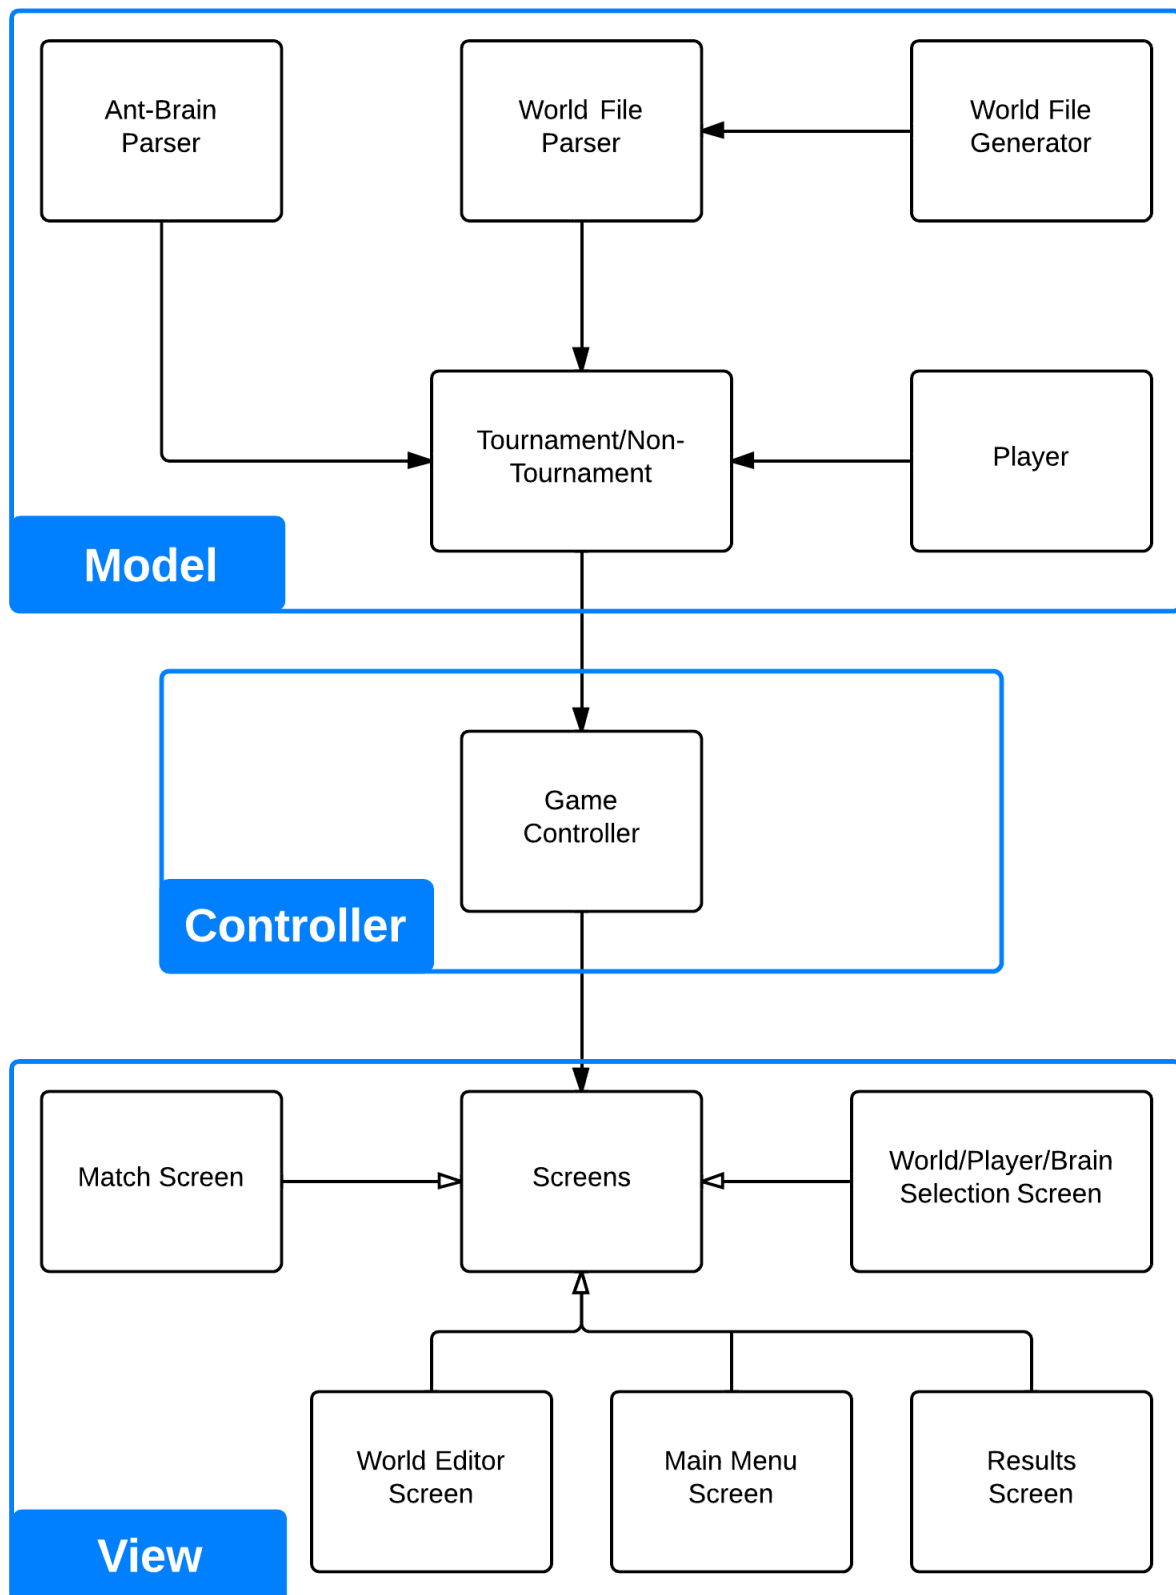 Ant-Brain
Parser
World File
Parser
World File
Generator
Tournament/Non-
Tournament
Player
Model
Game
Controller
Controller
Match Screen
Screens
World/Player/Brain
Selection Screen
World Editor
Screen
Main Menu
Screen
Results
Screen
View